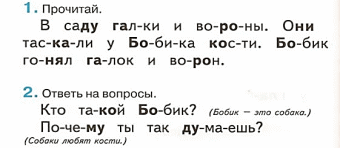 1. Прочитай.
В саду гал-ки и во-ро-ны. Они
тас-ка-ли у Бо-би-ка кос-ти. Бо-бик
го-нял га-лок и во-рон.
2. Ответь на вопросы.
Кто та-кой Бо-бик? (Бобик – это собака.)
По-че-му ты так ду-ма-ешь?
(Собаки любят кости.)